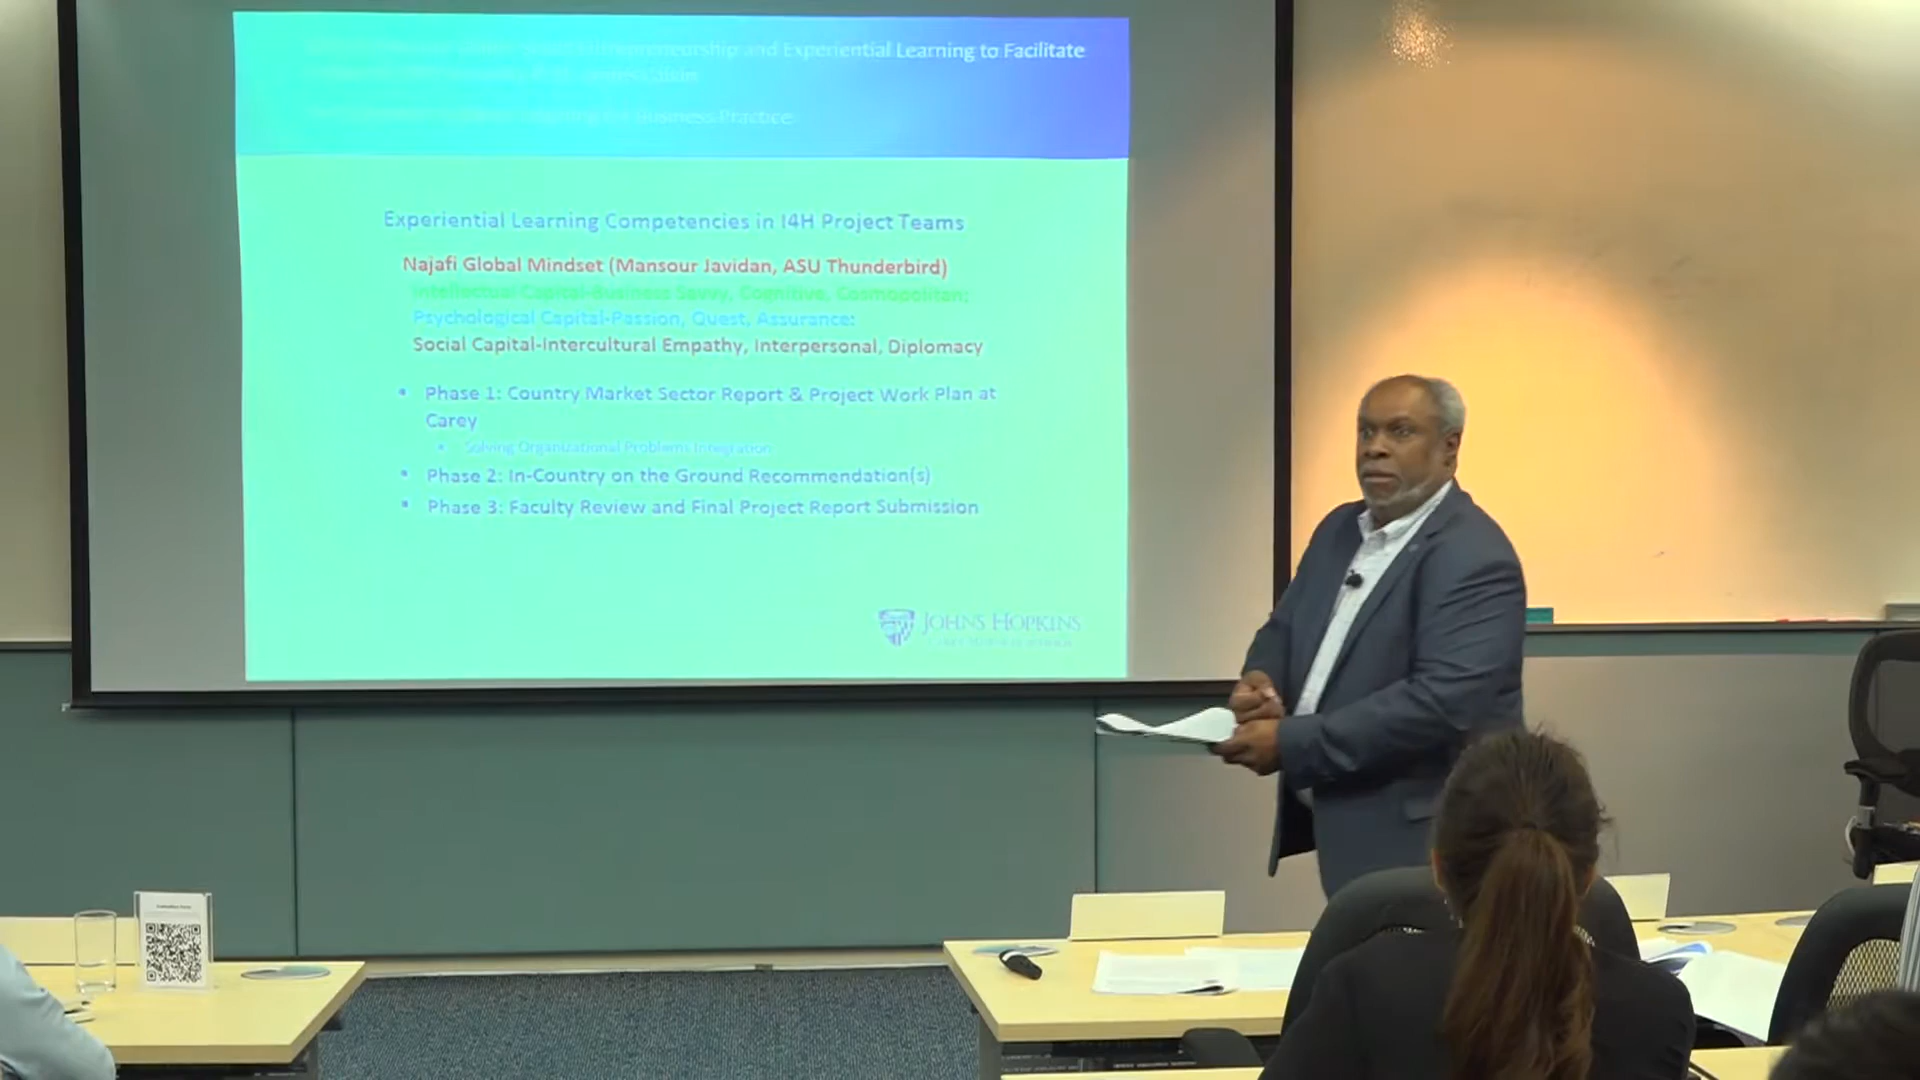 Entrepreneurship and Experiential Learning to Facilitate
Business Practice
Experiential Learning Competencies in I4H Project Teams
Najafi Global Mindset (Mansour Javidan, ASU Thunderbird)
Intellectual Capital-Business Savvy, Cognitive, Cosmopolitan;
Psychological Capital-Passion, Quest, Assurance;
Social Capital-Intercultural Empathy, Interpersonal, Diplomacy
• Phase 1: Country Market Sector Report & Project Work Plan at
Carey
• Solving Organizational Problems Integration
• Phase 2: In-Country on the Ground Recommendation(s)
• Phase 3: Faculty Review and Final Project Report Submission
JOHNS HOPKINS